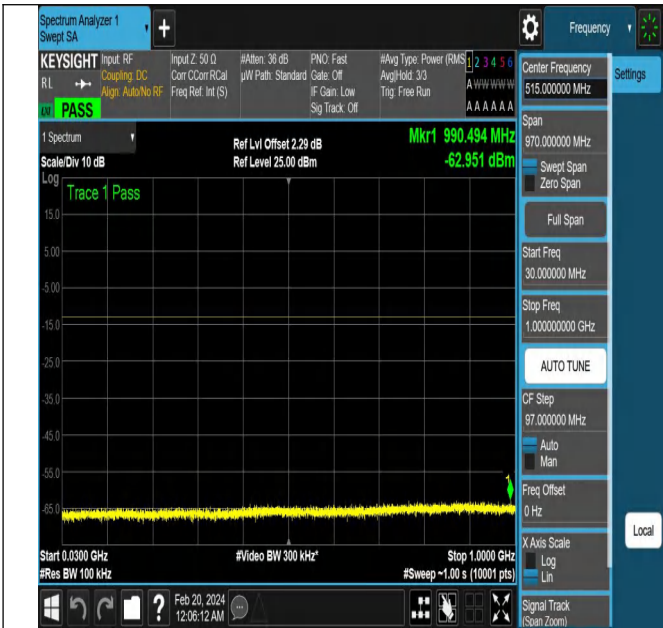 Spectrum Analyzer 1
Swept SA
+
Frequency
KEYSIGHT
RL
EXT
PASS
Input: RF
Coupling: DC
Align: Auto/No RF
Input Z: 50 Ω
Corr CCorr RCal
Freq Ref: Int (S)
#Atten: 36 dB
µW Path: Standard
PNO: Fast
Gate: Off
IF Gain: Low
Sig Track: Off
#Avg Type: Power (RMS
Avg|Hold: 3/3
Trig: Free Run
1 2 3 4 5 6
A W W W W W
A A A A A A
1 Spectrum
Scale/Div 10 dB
Ref Lvl Offset 2.29 dB
Ref Level 25.00 dBm
Mkr1 990.494 MHz
-62.951 dBm
Log
Trace 1 Pass
15.0
5.00
-5.00
-15.0
-25.0
-35.0
-45.0
-55.0
-65.0
1
Start 0.0300 GHz
#Res BW 100 kHz
#Video BW 300 kHz*
Stop 1.0000 GHz
#Sweep ~1.00 s (10001 pts)
Center Frequency
515.000000 MHz
Settings
Span
970.000000 MHz
Swept Span
Zero Span
Full Span
Start Freq
30.000000 MHz
Stop Freq
1.000000000 GHz
AUTO TUNE
CF Step
97.000000 MHz
Auto
Man
Freq Offset
0 Hz
Local
X Axis Scale
Log
Lin
Signal Track
(Span Zoom)
?
Feb 20, 2024
12:06:12 AM